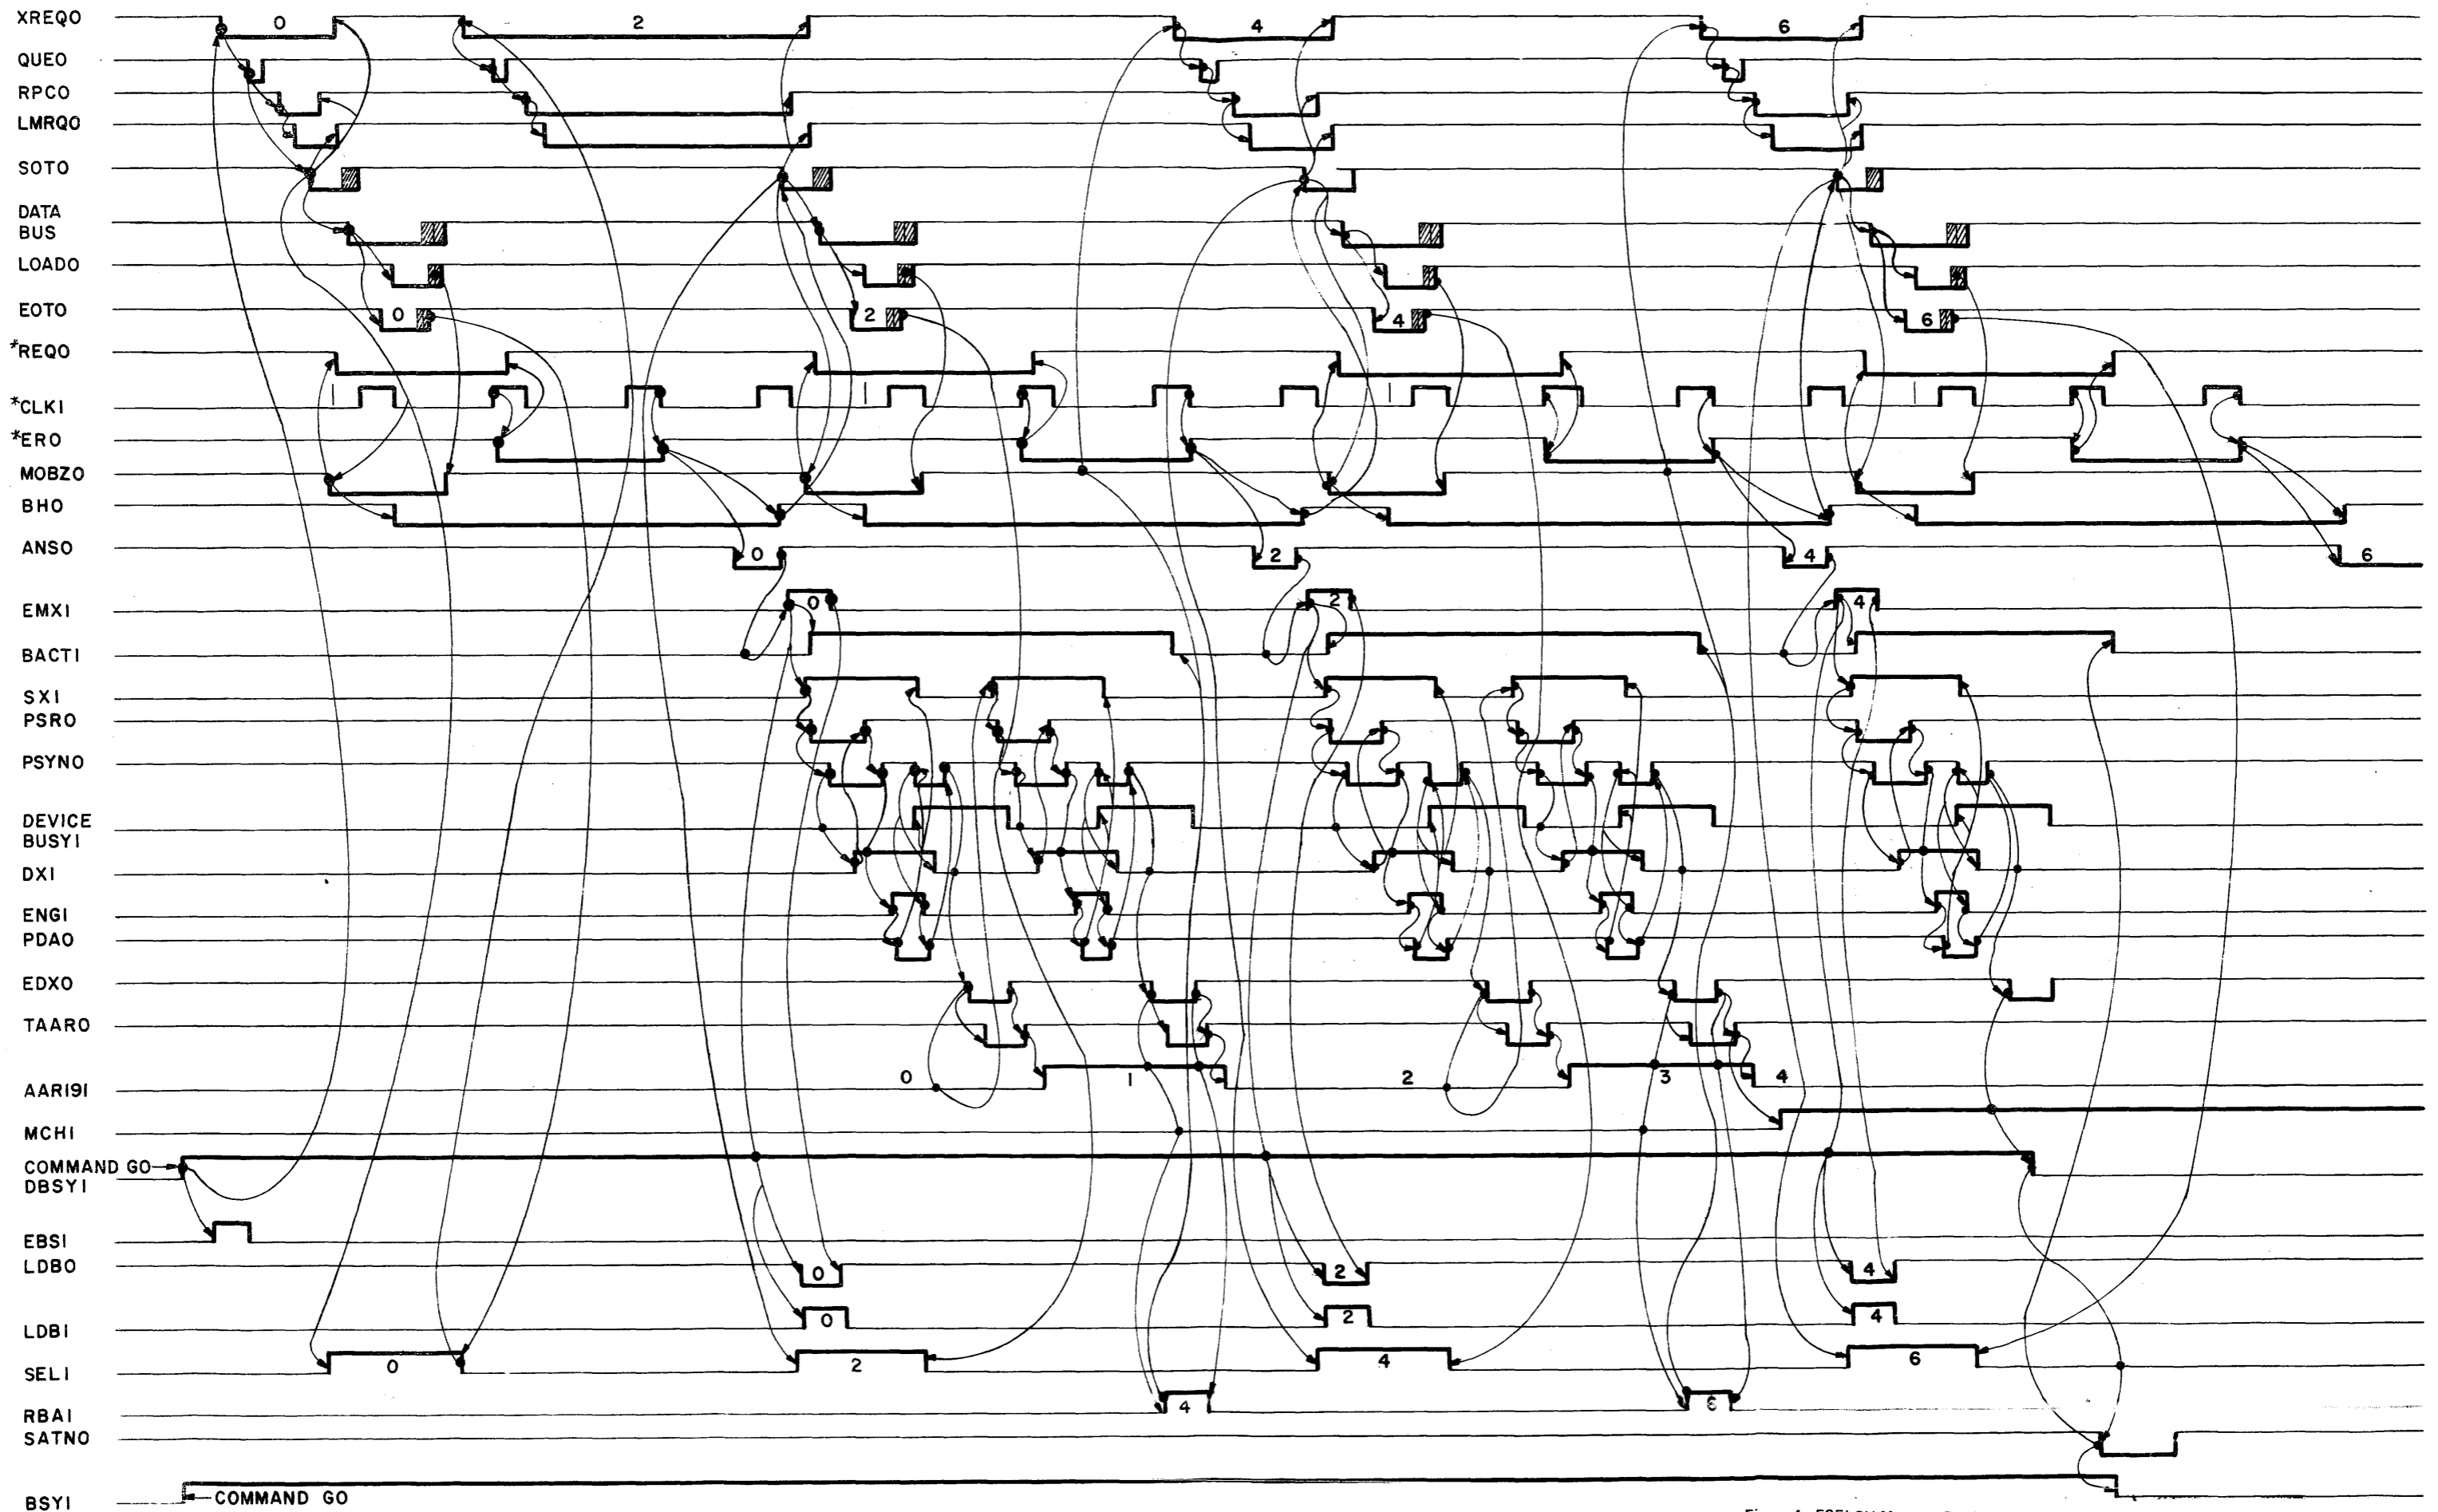 XREQO 0 2 4 6
QUEO
RPCO
LMRQO
SOTO
DATA
BUS
LOADO
EOTO 0 2 4 6
*REQO
*CLKI
*ERO
MOBZO
BHO
ANSO 0 2 4 6
EMXI 0 2 4
BACTI
SXI
PSRO
PSYNO
DEVICE
BUSYI
DXI
ENGI
PDAO
EDXO
TAARO
AARI9I 0 1 2 3 4
MCHI
COMMAND GO
DBSYI
EBSI
LDBO 0 2 4
LDBI 0 2 4
SELI 0 2 4 6
RBAI 4
SATNO
BSYI COMMAND GO